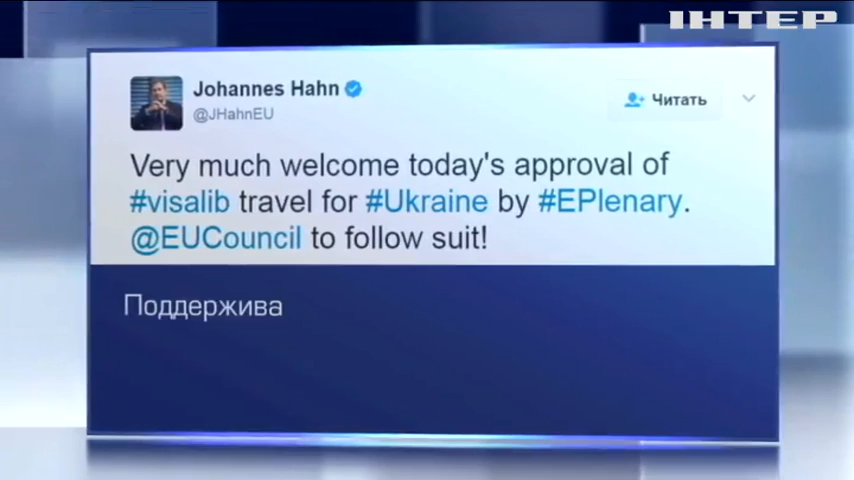 ІНТЕР
Johannes Hahn
@JHahnEU
Читать
Very much welcome today's approval of
#visalib travel for #Ukraine by #EPlenary.
@EUCouncil to follow suit!
Поддержива